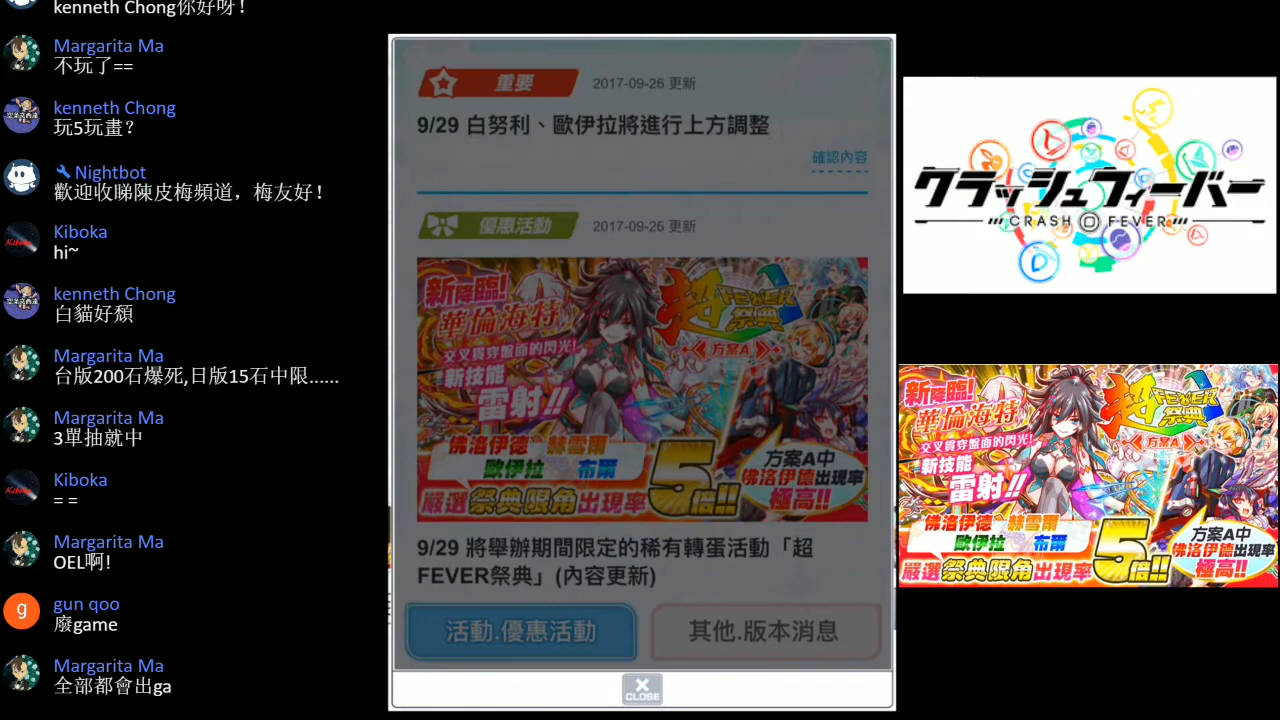 kenneth Chong你好呀!
Margarita Ma
不玩了==
kenneth Chong
玩5玩畫?
Nightbot
歡迎收睇陳皮梅頻道，梅友好!
Kiboka
hi~
kenneth Chong
白貓好頹
Margarita Ma
台版200石爆死,日版15石中限......
Margarita Ma
3單抽就中
Kiboka
= =
Margarita Ma
OEL啊!
gun qoo
廢game
Margarita Ma
全部都會出ga
重要 2017-09-26 更新
9/29 白努利、歐伊拉將進行上方調整
確認內容
優惠活動 2017-09-26 更新
新降臨!
華倫海特
交叉貫穿盤面的閃光!
新技能
雷射!!
超FEVER祭典
方案A
佛洛伊德 赫雪爾
歐伊拉 布爾
嚴選祭典限角出現率5倍!!
方案A中
佛洛伊德出現率
極高!!
9/29 將舉辦期間限定的稀有轉蛋活動「超
FEVER祭典」(內容更新)
活動.優惠活動
其他.版本消息
CLOSE
クラッシュフィーバー
CRASH FEVER
新降臨!
華倫海特
交叉貫穿盤面的閃光!
新技能
雷射!!
超FEVER祭典
方案A
佛洛伊德 赫雪爾
歐伊拉 布爾
嚴選祭典限角出現率5倍!!
方案A中
佛洛伊德出現率
極高!!